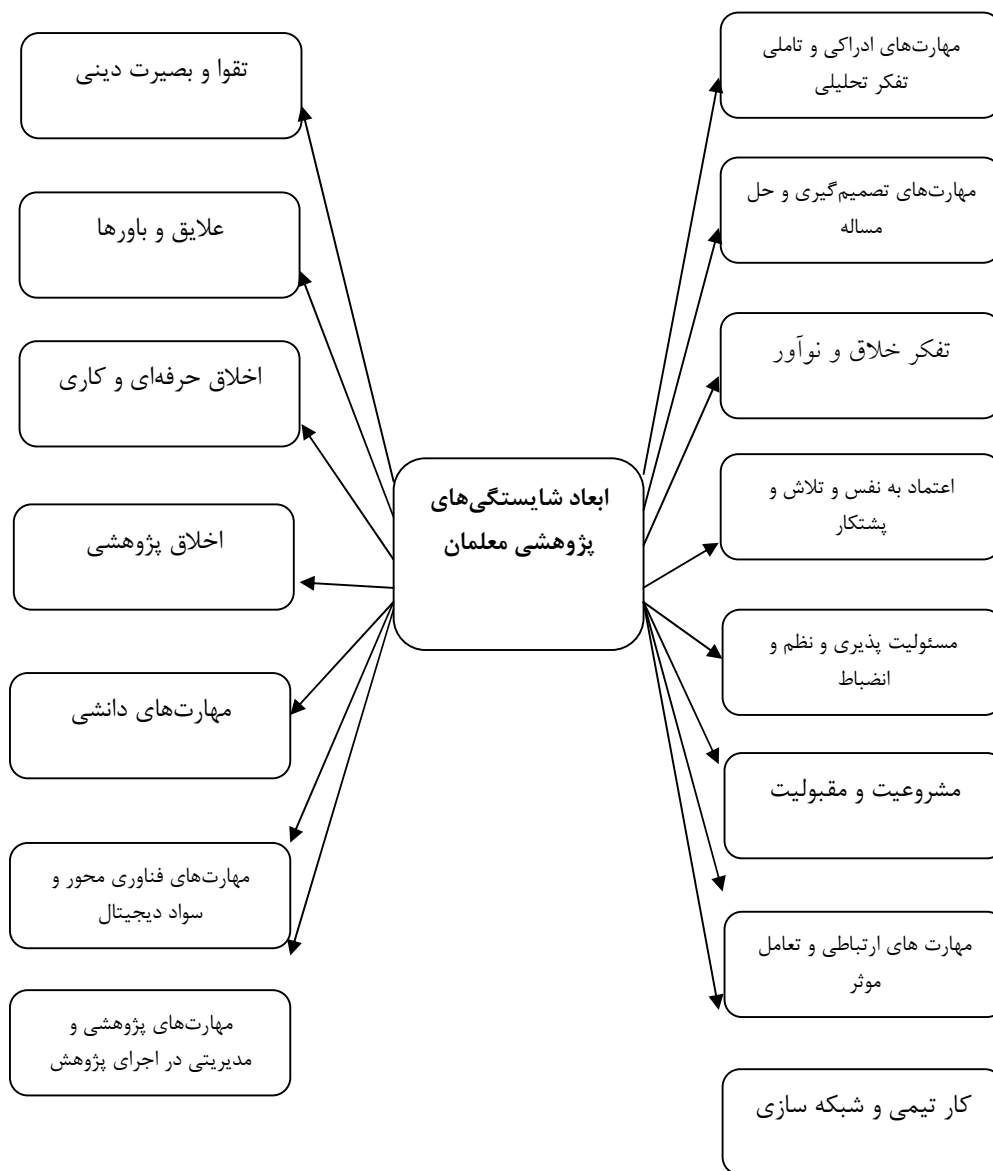 مهارت‌های ادراکی و تاملی
تفکر تحلیلی
مهارت‌های تصمیم‌گیری و حل
مساله
تفکر خلاق و نوآور
اعتماد به نفس و تلاش و
پشتکار
مسئولیت پذیری و نظم و
انضباط
مشروعیت و مقبولیت
مهارت های ارتباطی و تعامل
موثر
کار تیمی و شبکه سازی
ابعاد شایستگی‌های
پژوهشی معلمان
تقوا و بصیرت دینی
علایق و باورها
اخلاق حرفه‌ای و کاری
اخلاق پژوهشی
مهارت‌های دانشی
مهارت‌های فناوری محور و
سواد دیجیتال
مهارت‌های پژوهشی و
مدیریتی در اجرای پژوهش